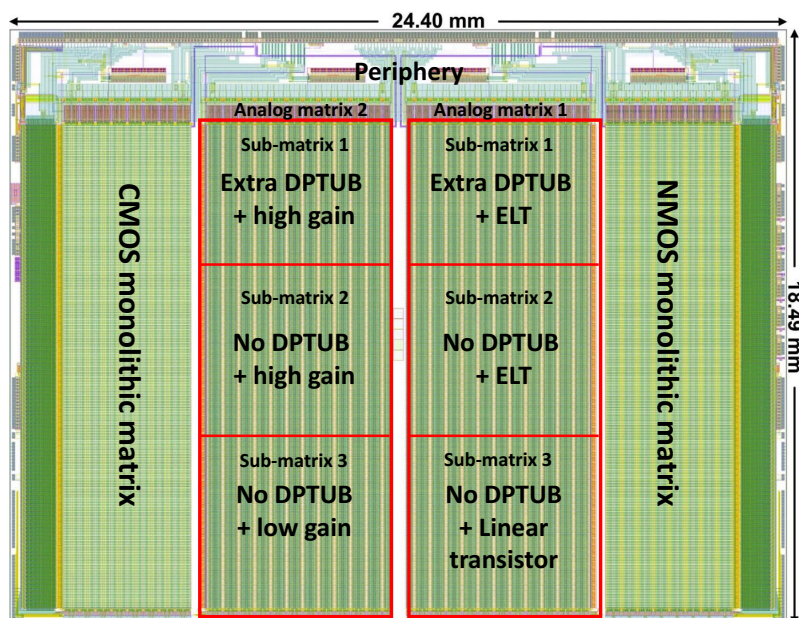 24.40 mm
Periphery
Analog matrix 2
Analog matrix 1
CMOS monolithic matrix
Sub-matrix 1
Extra DPTUB
+ high gain
Sub-matrix 2
No DPTUB
+ high gain
Sub-matrix 3
No DPTUB
+ low gain
Sub-matrix 1
Extra DPTUB
+ ELT
Sub-matrix 2
No DPTUB
+ ELT
Sub-matrix 3
No DPTUB
+ Linear
transistor
NMOS monolithic matrix
18.49 mm